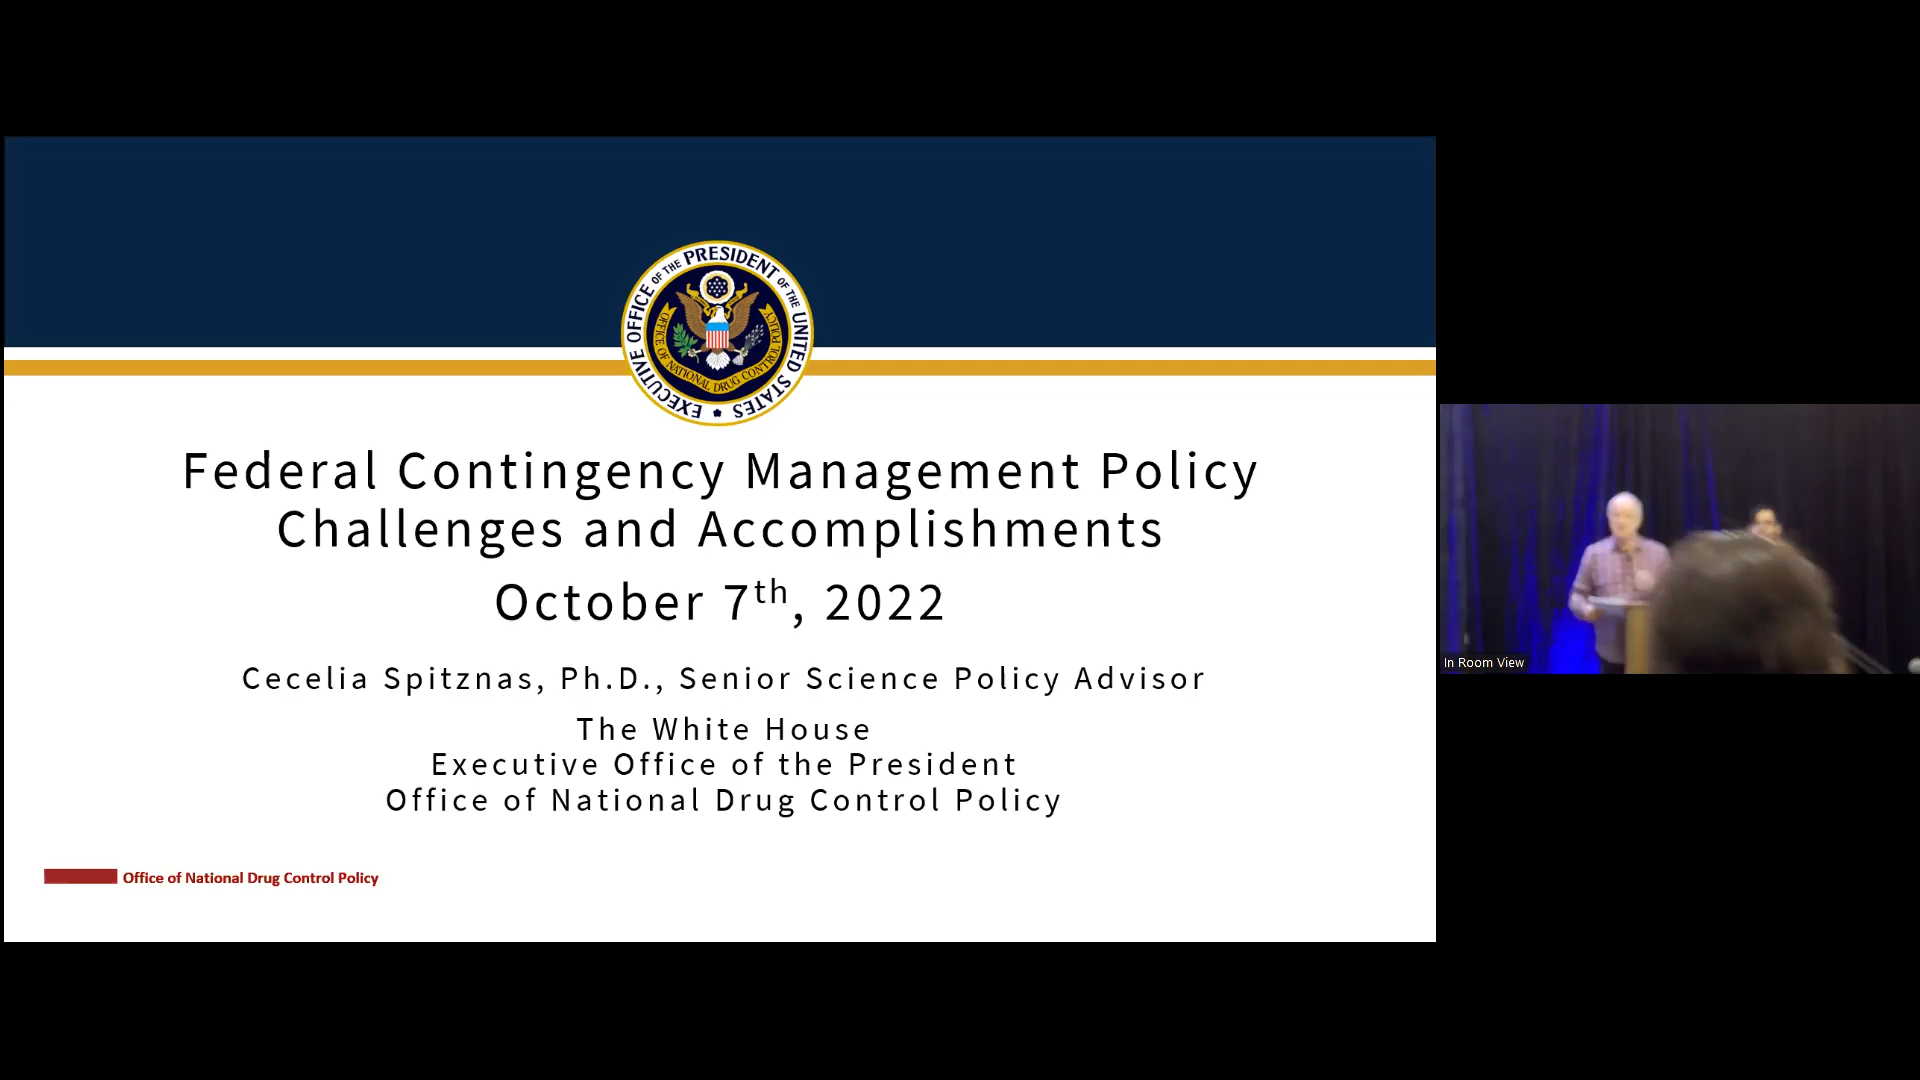 EXECUTIVE OFFICE OF THE PRESIDENT OF THE UNITED STATES
OFFICE OF NATIONAL DRUG CONTROL POLICY
Federal Contingency Management Policy
Challenges and Accomplishments
October 7th, 2022
Cecelia Spitznas, Ph.D., Senior Science Policy Advisor
The White House
Executive Office of the President
Office of National Drug Control Policy
Office of National Drug Control Policy
In Room View